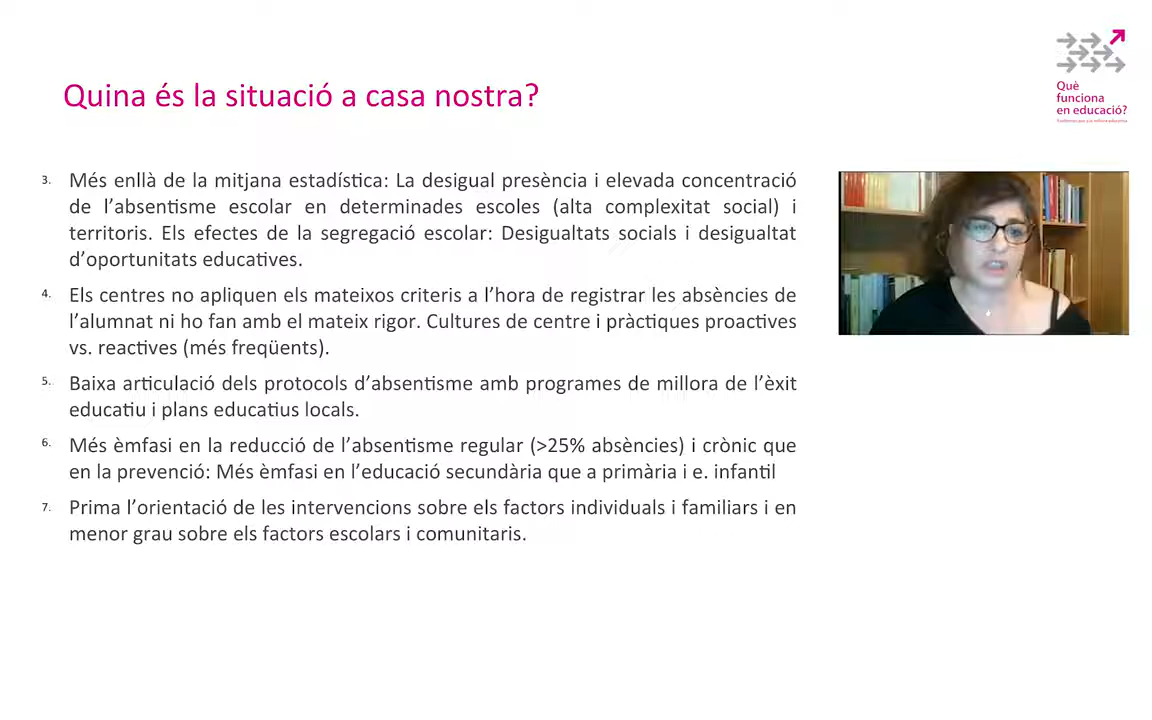 Quina és la situació a casa nostra?
Què
funciona
en educació?
3. Més enllà de la mitjana estadística: La desigual presència i elevada concentració
de l'absentisme escolar en determinades escoles (alta complexitat social) i
territoris. Els efectes de la segregació escolar: Desigualtats socials i desigualtat
d'oportunitats educatives.
4. Els centres no apliquen els mateixos criteris a l'hora de registrar les absències de
l'alumnat ni ho fan amb el mateix rigor. Cultures de centre i pràctiques proactives
vs. reactives (més freqüents).
5. Baixa articulació dels protocols d'absentisme amb programes de millora de l'èxit
educatiu i plans educatius locals.
6. Més èmfasi en la reducció de l'absentisme regular (>25% absències) i crònic que
en la prevenció: Més èmfasi en l'educació secundària que a primària i e. infantil
7. Prima l'orientació de les intervencions sobre els factors individuals i familiars i en
menor grau sobre els factors escolars i comunitaris.